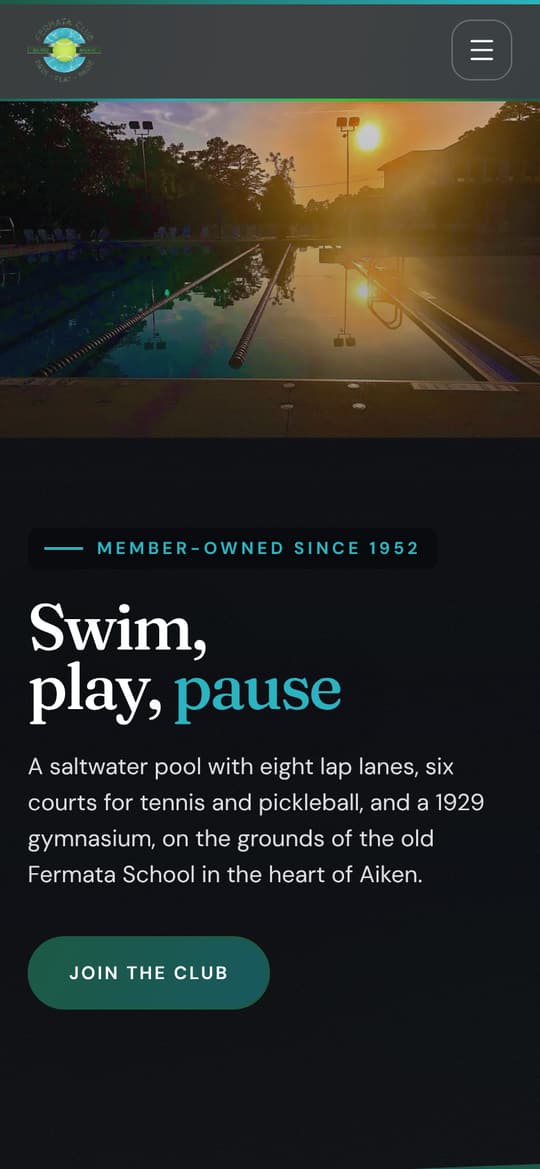 FERMATA CLUB
MEMBER-OWNED SINCE 1952
Swim,
play, pause
A saltwater pool with eight lap lanes, six
courts for tennis and pickleball, and a 1929
gymnasium, on the grounds of the old
Fermata School in the heart of Aiken.
JOIN THE CLUB